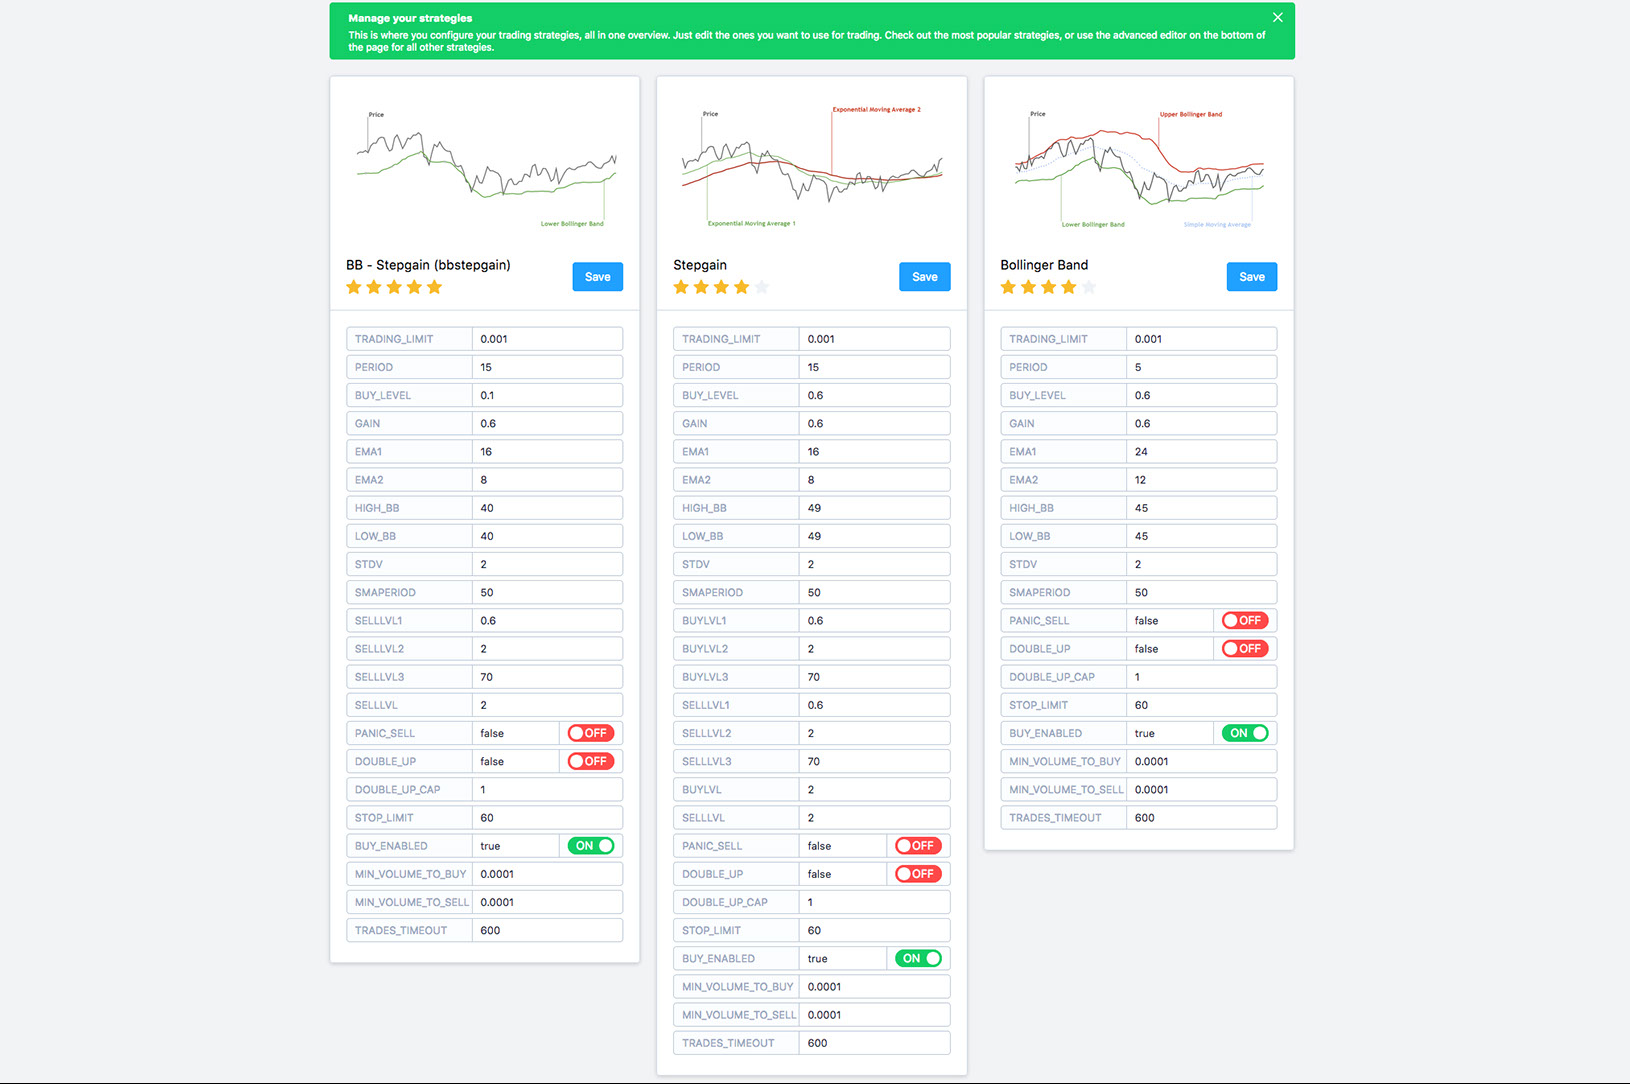 Manage your strategies
This is where you configure your trading strategies, all in one overview. Just edit the ones you want to use for trading. Check out the most popular strategies, or use the advanced editor on the bottom of
the page for all other strategies.
Price
Lower Bollinger Band
BB - Stepgain (bbstepgain)
Save
TRADING_LIMIT 0.001
PERIOD 15
BUY_LEVEL 0.1
GAIN 0.6
EMA1 16
EMA2 8
HIGH_BB 40
LOW_BB 40
STDV 2
SMAPERIOD 50
SELLLVL1 0.6
SELLLVL2 2
SELLLVL3 70
SELLLVL 2
PANIC_SELL false OFF
DOUBLE_UP false OFF
DOUBLE_UP_CAP 1
STOP_LIMIT 60
BUY_ENABLED true ON
MIN_VOLUME_TO_BUY 0.0001
MIN_VOLUME_TO_SELL 0.0001
TRADES_TIMEOUT 600
Price
Exponential Moving Average 2
Exponential Moving Average 1
Stepgain
Save
TRADING_LIMIT 0.001
PERIOD 15
BUY_LEVEL 0.6
GAIN 0.6
EMA1 16
EMA2 8
HIGH_BB 49
LOW_BB 49
STDV 2
SMAPERIOD 50
BUYLVL1 0.6
BUYLVL2 2
BUYLVL3 70
SELLLVL1 0.6
SELLLVL2 2
SELLLVL3 70
BUYLVL 2
SELLLVL 2
PANIC_SELL false OFF
DOUBLE_UP false OFF
DOUBLE_UP_CAP 1
STOP_LIMIT 60
BUY_ENABLED true ON
MIN_VOLUME_TO_BUY 0.0001
MIN_VOLUME_TO_SELL 0.0001
TRADES_TIMEOUT 600
Price
Upper Bollinger Band
Lower Bollinger Band
Simple Moving Average
Bollinger Band
Save
TRADING_LIMIT 0.001
PERIOD 5
BUY_LEVEL 0.6
GAIN 0.6
EMA1 24
EMA2 12
HIGH_BB 45
LOW_BB 45
STDV 2
SMAPERIOD 50
PANIC_SELL false OFF
DOUBLE_UP false OFF
DOUBLE_UP_CAP 1
STOP_LIMIT 60
BUY_ENABLED true ON
MIN_VOLUME_TO_BUY 0.0001
MIN_VOLUME_TO_SELL 0.0001
TRADES_TIMEOUT 600